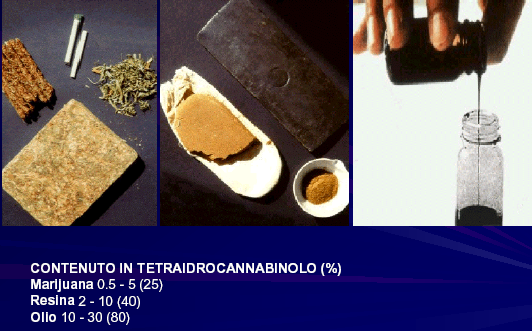 CONTENUTO IN TETRAIDROCANNABINOLO (%)
Marijuana 0.5 - 5 (25)
Resina 2 - 10 (40)
Olio 10 - 30 (80)